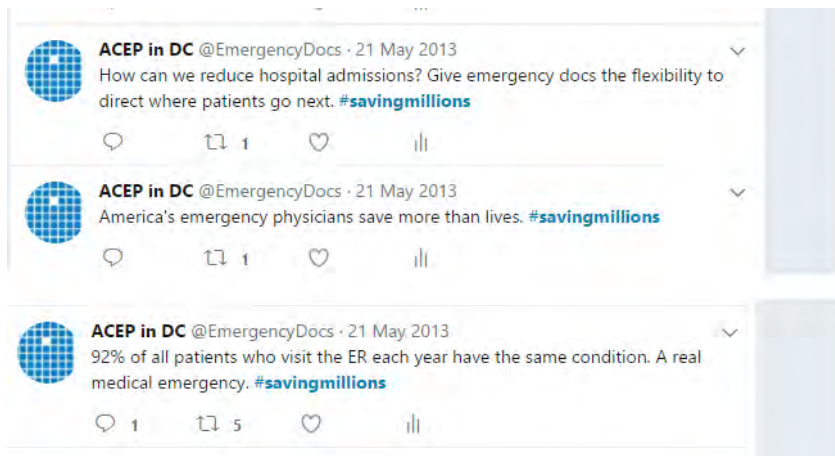 ACEP in DC @EmergencyDocs · 21 May 2013
How can we reduce hospital admissions? Give emergency docs the flexibility to
direct where patients go next. #savingmillions
1
ACEP in DC @EmergencyDocs · 21 May 2013
America's emergency physicians save more than lives. #savingmillions
1
ACEP in DC @EmergencyDocs · 21 May 2013
92% of all patients who visit the ER each year have the same condition. A real
medical emergency. #savingmillions
1 5